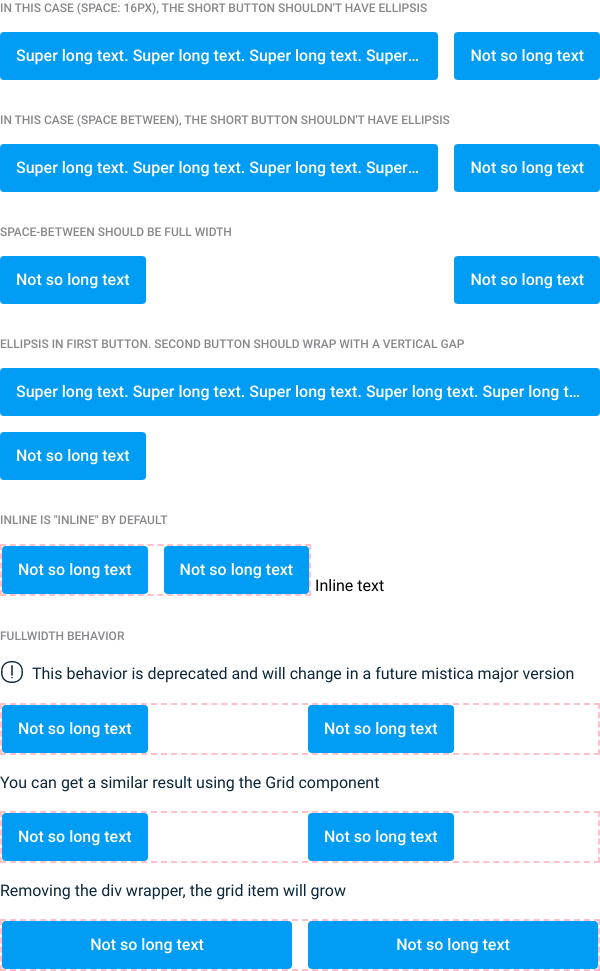 IN THIS CASE (SPACE: 16PX), THE SHORT BUTTON SHOULDN'T HAVE ELLIPSIS
Super long text. Super long text. Super long text. Super... Not so long text
IN THIS CASE (SPACE BETWEEN), THE SHORT BUTTON SHOULDN'T HAVE ELLIPSIS
Super long text. Super long text. Super long text. Super... Not so long text
SPACE-BETWEEN SHOULD BE FULL WIDTH
Not so long text Not so long text
ELLIPSIS IN FIRST BUTTON. SECOND BUTTON SHOULD WRAP WITH A VERTICAL GAP
Super long text. Super long text. Super long text. Super long text. Super long t...
Not so long text
INLINE IS "INLINE" BY DEFAULT
Not so long text Not so long text Inline text
FULLWIDTH BEHAVIOR
This behavior is deprecated and will change in a future mistica major version
Not so long text Not so long text
You can get a similar result using the Grid component
Not so long text Not so long text
Removing the div wrapper, the grid item will grow
Not so long text Not so long text